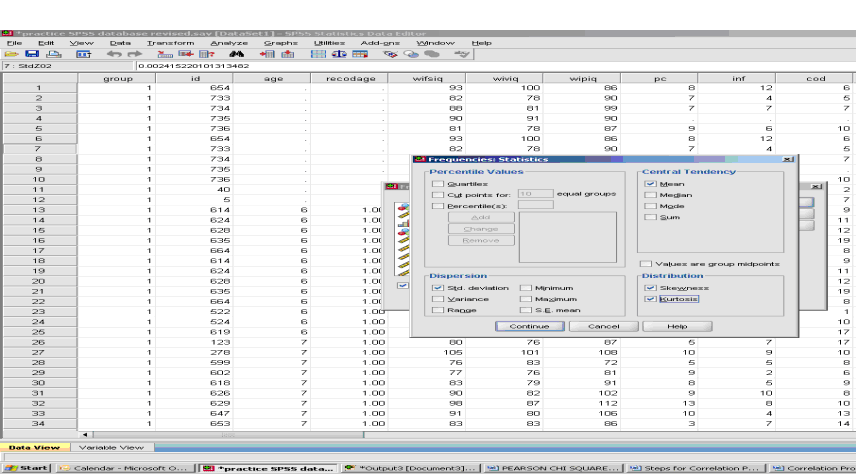 *practice SPSS database revised.sav [DataSet1] - SPSS Statistics Data Editor
File Edit View Data Transform Analyze Graphs Utilities Add-ons Window Help
7 : StdZ02 0.002415220101313482
group id age recodage wifsiq wiviq wipiq pc inf cod
1 1 654 . . 93 100 86 8 12 6
2 1 733 . . 82 78 90 7 4 5
3 1 734 . . 88 81 99 7 7 7
4 1 735 . . 90 91 90 . . .
5 1 736 . . 81 78 87 9 6 10
6 1 654 . . 93 100 86 8 12 6
7 1 733 . . 82 78 90 7 4 5
8 1 734 . 7
9 1 735 .
10 1 736 . 10
11 1 40 . 2
12 1 5 . 7
13 1 614 6 1.00 9
14 1 624 6 1.00 11
15 1 628 6 1.00 12
16 1 635 6 1.00 19
17 1 664 6 1.00 8
18 1 614 6 1.00 9
19 1 624 6 1.00 11
20 1 628 6 1.00 12
21 1 635 6 1.00 19
22 1 664 6 1.00 8
23 1 522 6 1.00 1
24 1 524 6 1.00 10
25 1 619 6 1.00 17
26 1 123 7 1.00 80 76 87 5 7 17
27 1 278 7 1.00 105 101 108 10 9 10
28 1 599 7 1.00 76 83 72 5 5 8
29 1 602 7 1.00 77 76 81 9 2 6
30 1 618 7 1.00 83 79 91 8 5 9
31 1 626 7 1.00 90 82 102 9 10 8
32 1 629 7 1.00 98 87 112 13 8 10
33 1 647 7 1.00 91 80 106 10 4 13
34 1 653 7 1.00 83 83 86 3 7 14
Frequencies: Statistics
Percentile Values
Quartiles
Cut points for: 10 equal groups
Percentile(s):
Add
Change
Remove
Central Tendency
Mean
Median
Mode
Sum
Values are group midpoints
Dispersion
Std. deviation Minimum
Variance Maximum
Range S.E. mean
Distribution
Skewness
Kurtosis
Continue Cancel Help
Data View Variable View
Start Calendar - Microsoft O... *practice SPSS data... *Output3 [Document3]... PEARSON CHI SQUARE... Steps for Correlation P... Correlation Pro